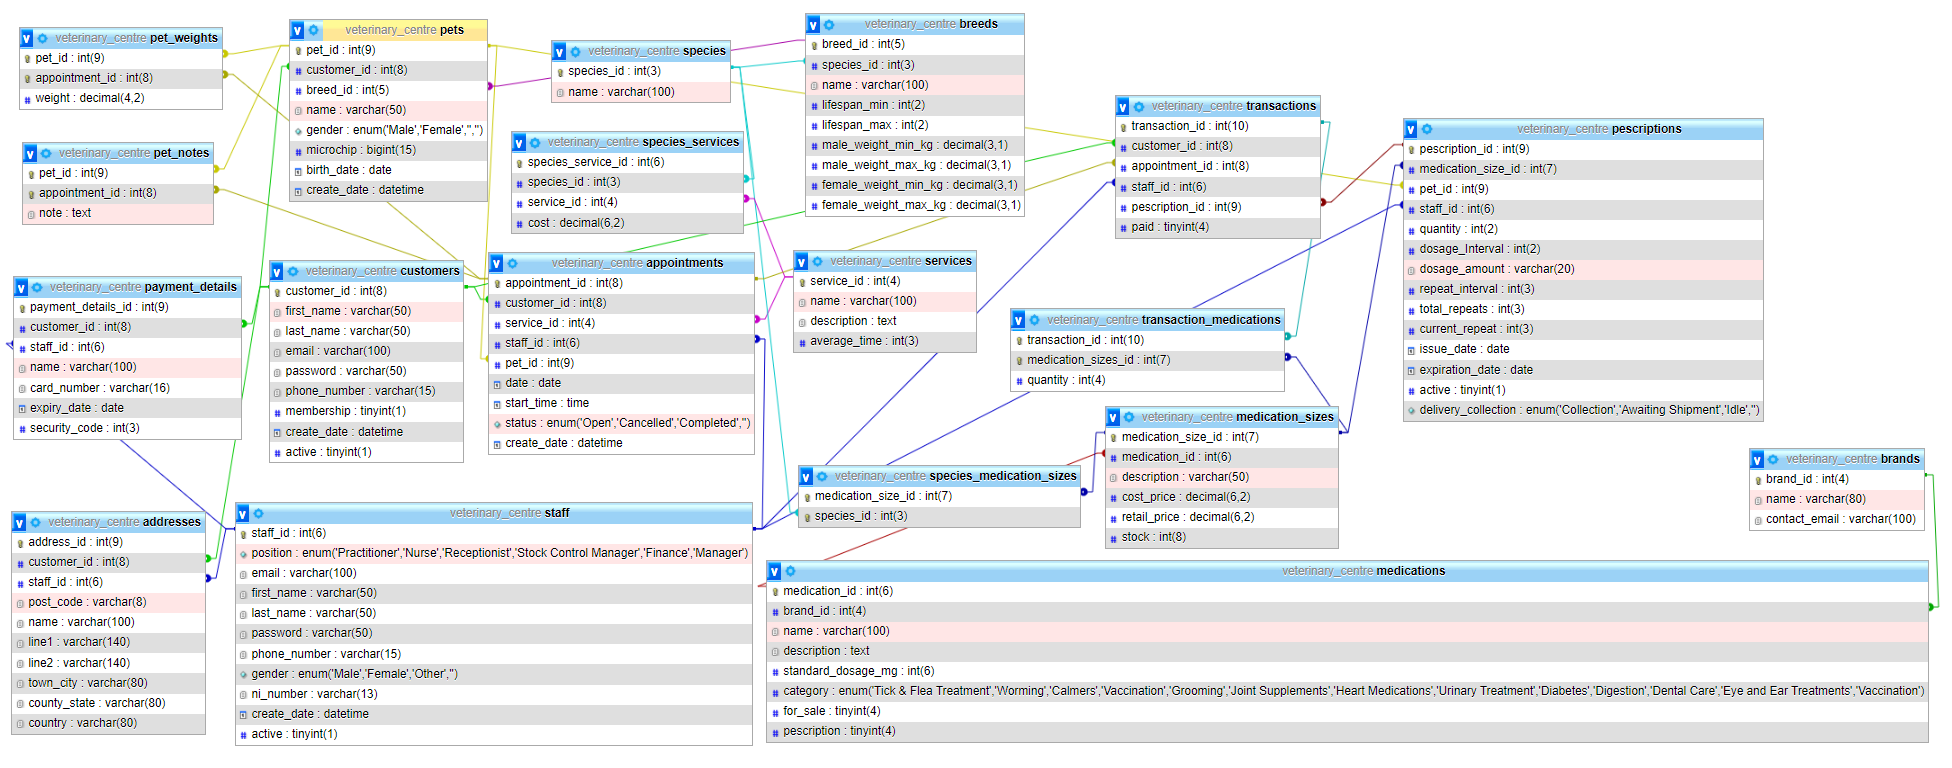 veterinary_centre pet_weights
pet_id : int(9)
appointment_id : int(8)
weight : decimal(4,2)
veterinary_centre pets
pet_id : int(9)
customer_id : int(8)
breed_id : int(5)
name : varchar(50)
gender : enum('Male','Female','','')
microchip : bigint(15)
birth_date : date
create_date : datetime
veterinary_centre species
species_id : int(3)
name : varchar(100)
veterinary_centre breeds
breed_id : int(5)
species_id : int(3)
name : varchar(100)
lifespan_min : int(2)
lifespan_max : int(2)
male_weight_min_kg : decimal(3,1)
male_weight_max_kg : decimal(3,1)
female_weight_min_kg : decimal(3,1)
female_weight_max_kg : decimal(3,1)
veterinary_centre transactions
transaction_id : int(10)
customer_id : int(8)
appointment_id : int(8)
staff_id : int(6)
pescription_id : int(9)
paid : tinyint(4)
veterinary_centre pescriptions
pescription_id : int(9)
medication_size_id : int(7)
pet_id : int(9)
staff_id : int(6)
quantity : int(2)
dosage_Interval : int(2)
dosage_amount : varchar(20)
repeat_interval : int(3)
total_repeats : int(3)
current_repeat : int(3)
issue_date : date
expiration_date : date
active : tinyint(1)
delivery_collection : enum('Collection','Awaiting Shipment','Idle','')
veterinary_centre pet_notes
pet_id : int(9)
appointment_id : int(8)
note : text
veterinary_centre species_services
species_service_id : int(6)
species_id : int(3)
service_id : int(4)
cost : decimal(6,2)
veterinary_centre payment_details
payment_details_id : int(9)
customer_id : int(8)
staff_id : int(6)
name : varchar(100)
card_number : varchar(16)
expiry_date : date
security_code : int(3)
veterinary_centre customers
customer_id : int(8)
first_name : varchar(50)
last_name : varchar(50)
email : varchar(100)
password : varchar(50)
phone_number : varchar(15)
membership : tinyint(1)
create_date : datetime
active : tinyint(1)
veterinary_centre appointments
appointment_id : int(8)
customer_id : int(8)
service_id : int(4)
staff_id : int(6)
pet_id : int(9)
date : date
start_time : time
status : enum('Open','Cancelled','Completed','')
create_date : datetime
veterinary_centre services
service_id : int(4)
name : varchar(100)
description : text
average_time : int(3)
veterinary_centre transaction_medications
transaction_id : int(10)
medication_sizes_id : int(7)
quantity : int(4)
veterinary_centre medication_sizes
medication_size_id : int(7)
medication_id : int(6)
description : varchar(50)
cost_price : decimal(6,2)
retail_price : decimal(6,2)
stock : int(8)
veterinary_centre species_medication_sizes
medication_size_id : int(7)
species_id : int(3)
veterinary_centre brands
brand_id : int(4)
name : varchar(80)
contact_email : varchar(100)
veterinary_centre addresses
address_id : int(9)
customer_id : int(8)
staff_id : int(6)
post_code : varchar(8)
name : varchar(100)
line1 : varchar(140)
line2 : varchar(140)
town_city : varchar(80)
county_state : varchar(80)
country : varchar(80)
veterinary_centre staff
staff_id : int(6)
position : enum('Practitioner','Nurse','Receptionist','Stock Control Manager','Finance','Manager')
email : varchar(100)
first_name : varchar(50)
last_name : varchar(50)
password : varchar(50)
phone_number : varchar(15)
gender : enum('Male','Female','Other','')
ni_number : varchar(13)
create_date : datetime
active : tinyint(1)
veterinary_centre medications
medication_id : int(6)
brand_id : int(4)
name : varchar(100)
description : text
standard_dosage_mg : int(6)
category : enum('Tick & Flea Treatment','Worming','Calmers','Vaccination','Grooming','Joint Supplements','Heart Medications','Urinary Treatment','Diabetes','Digestion','Dental Care','Eye and Ear Treatments','Vaccination')
for_sale : tinyint(4)
pescription : tinyint(4)